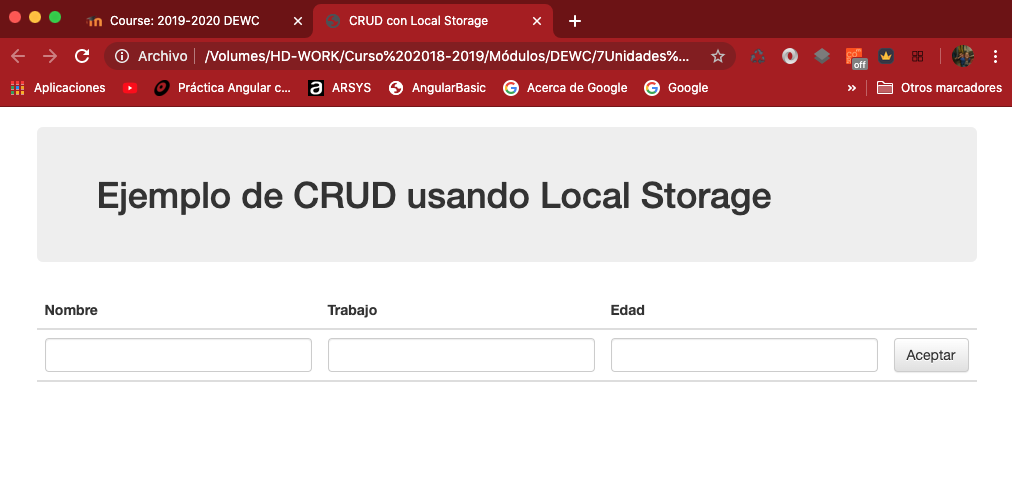 Course: 2019-2020 DEWC
CRUD con Local Storage
Archivo
/Volumes/HD-WORK/Curso%202018-2019/Módulos/DEWC/7Unidades%...
off
Aplicaciones
Práctica Angular c...
a
ARSYS
AngularBasic
G
Acerca de Google
G
Google
»
Otros marcadores
Ejemplo de CRUD usando Local Storage
Nombre Trabajo Edad
Aceptar